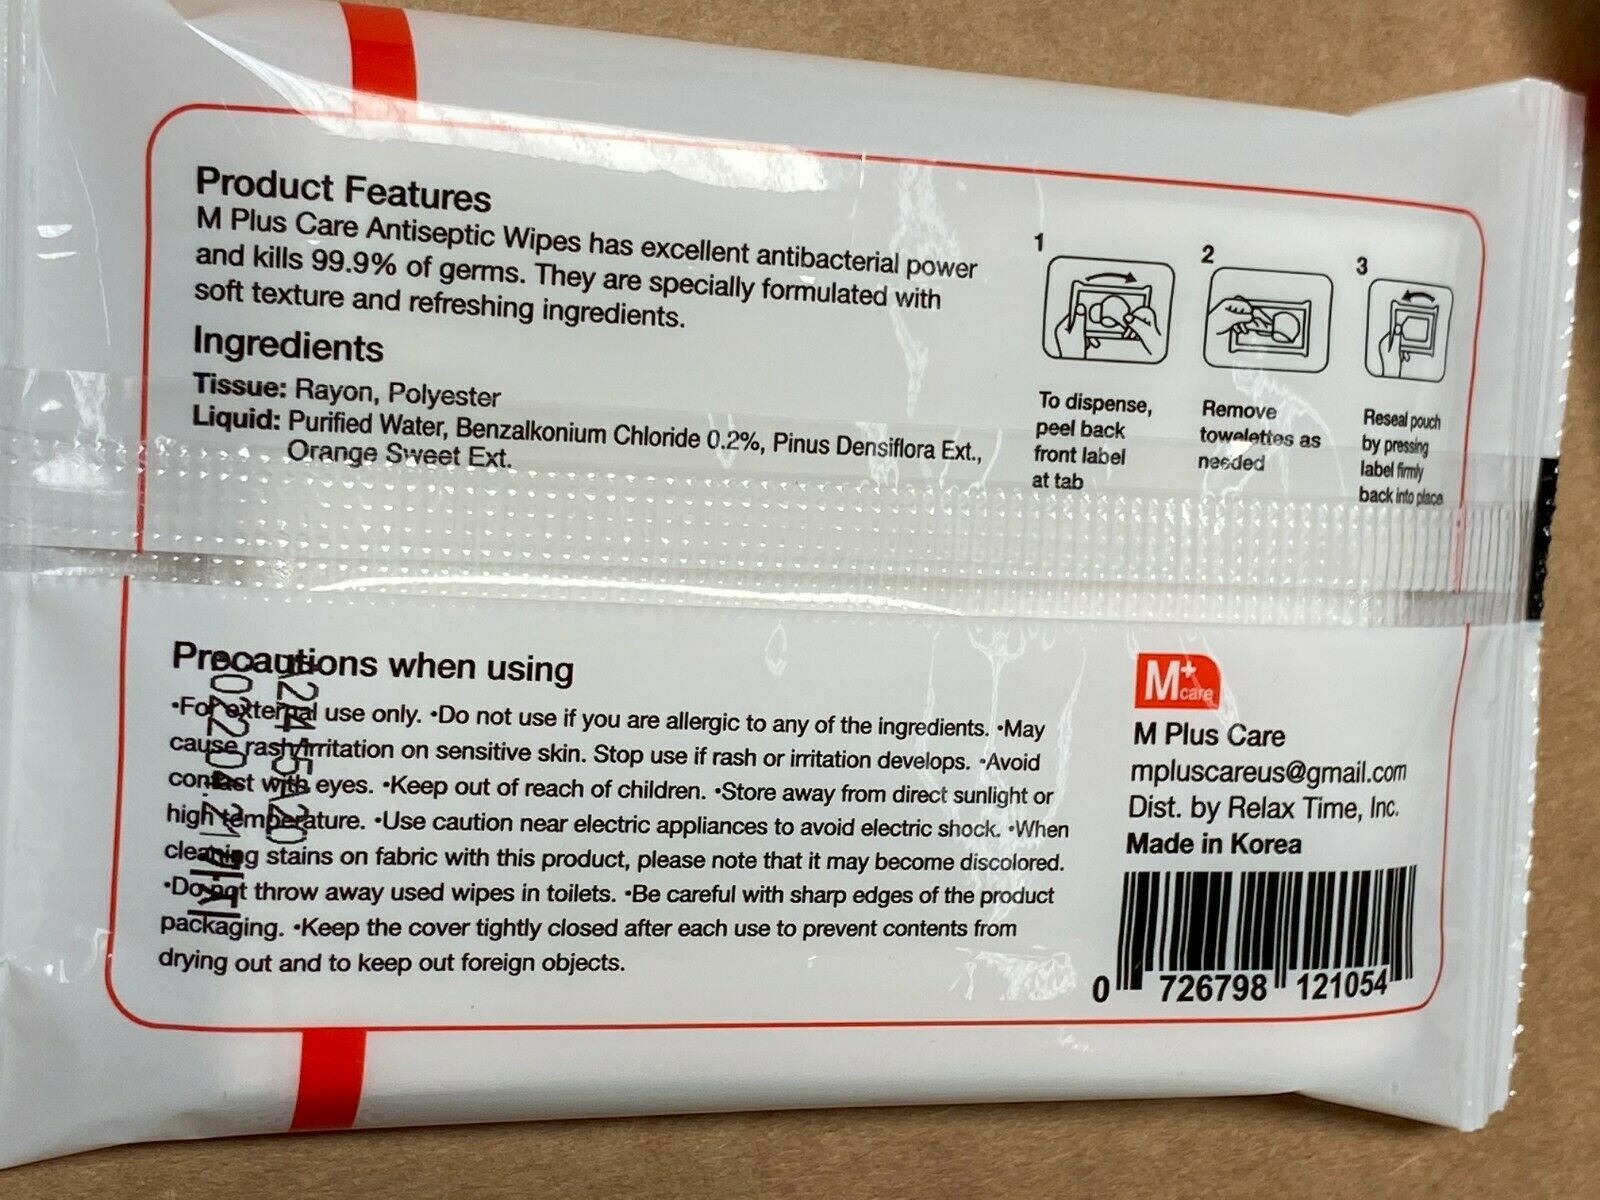 Product Features
M Plus Care Antiseptic Wipes has excellent antibacterial power
and kills 99.9% of germs. They are specially formulated with
soft texture and refreshing ingredients.
Ingredients
Tissue: Rayon, Polyester
Liquid: Purified Water, Benzalkonium Chloride 0.2%, Pinus Densiflora Ext.,
Orange Sweet Ext.
1
To dispense,
peel back
front label
at tab
2
Remove
towelettes as
needed
3
Reseal pouch
by pressing
label firmly
back into place
Precautions when using
•For external use only. •Do not use if you are allergic to any of the ingredients. •May
cause rash/irritation on sensitive skin. Stop use if rash or irritation develops. •Avoid
contact with eyes. •Keep out of reach of children. •Store away from direct sunlight or
high temperature. •Use caution near electric appliances to avoid electric shock. •When
cleaning stains on fabric with this product, please note that it may become discolored.
•Do not throw away used wipes in toilets. •Be careful with sharp edges of the product
packaging. •Keep the cover tightly closed after each use to prevent contents from
drying out and to keep out foreign objects.
M+
care
M Plus Care
mpluscareus@gmail.com
Dist. by Relax Time, Inc.
Made in Korea
0 726798 121054